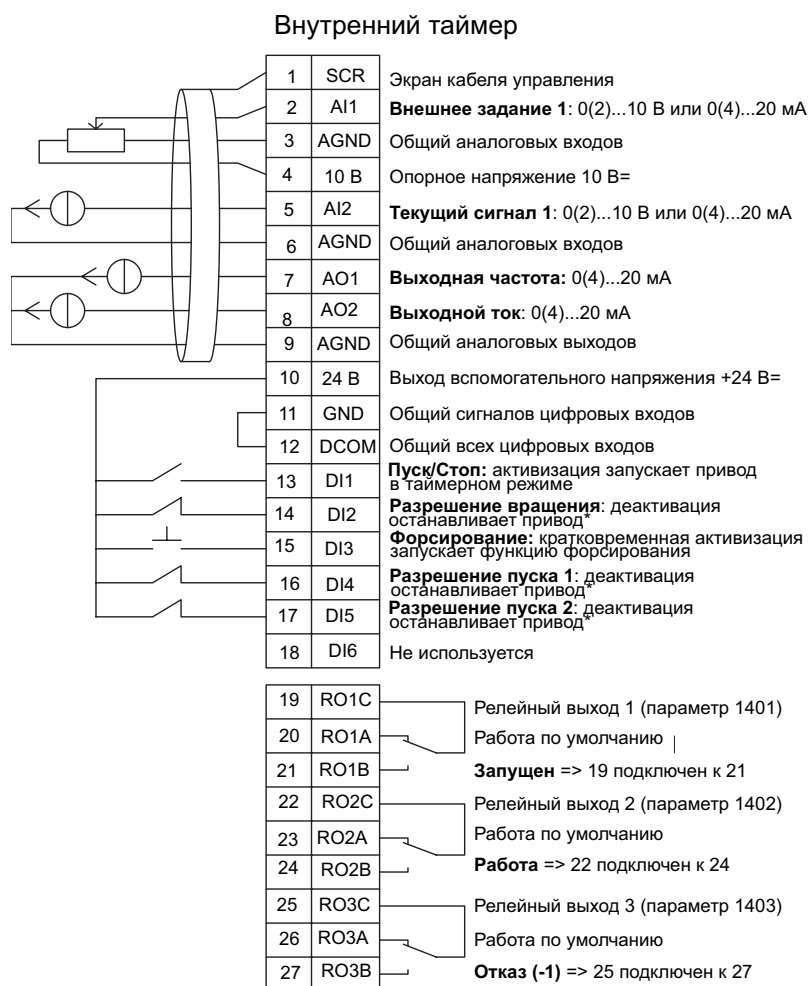 Внутренний таймер
1 SCR Экран кабеля управления
2 AI1 Внешнее задание 1: 0(2)...10 В или 0(4)...20 мА
3 AGND Общий аналоговых входов
4 10 В Опорное напряжение 10 В=
5 AI2 Текущий сигнал 1: 0(2)...10 В или 0(4)...20 мА
6 AGND Общий аналоговых входов
7 AO1 Выходная частота: 0(4)...20 мА
8 AO2 Выходной ток: 0(4)...20 мА
9 AGND Общий аналоговых выходов
10 24 В Выход вспомогательного напряжения +24 В=
11 GND Общий сигналов цифровых входов
12 DCOM Общий всех цифровых входов
13 DI1 Пуск/Стоп: активизация запускает привод
в таймерном режиме
14 DI2 Разрешение вращения: деактивация
останавливает привод*
15 DI3 Форсирование: кратковременная активизация
запускает функцию форсирования
16 DI4 Разрешение пуска 1: деактивация
останавливает привод*
17 DI5 Разрешение пуска 2: деактивация
останавливает привод*
18 DI6 Не используется
19 RO1C Релейный выход 1 (параметр 1401)
20 RO1A Работа по умолчанию
21 RO1B Запущен => 19 подключен к 21
22 RO2C Релейный выход 2 (параметр 1402)
23 RO2A Работа по умолчанию
24 RO2B Работа => 22 подключен к 24
25 RO3C Релейный выход 3 (параметр 1403)
26 RO3A Работа по умолчанию
27 RO3B Отказ (-1) => 25 подключен к 27